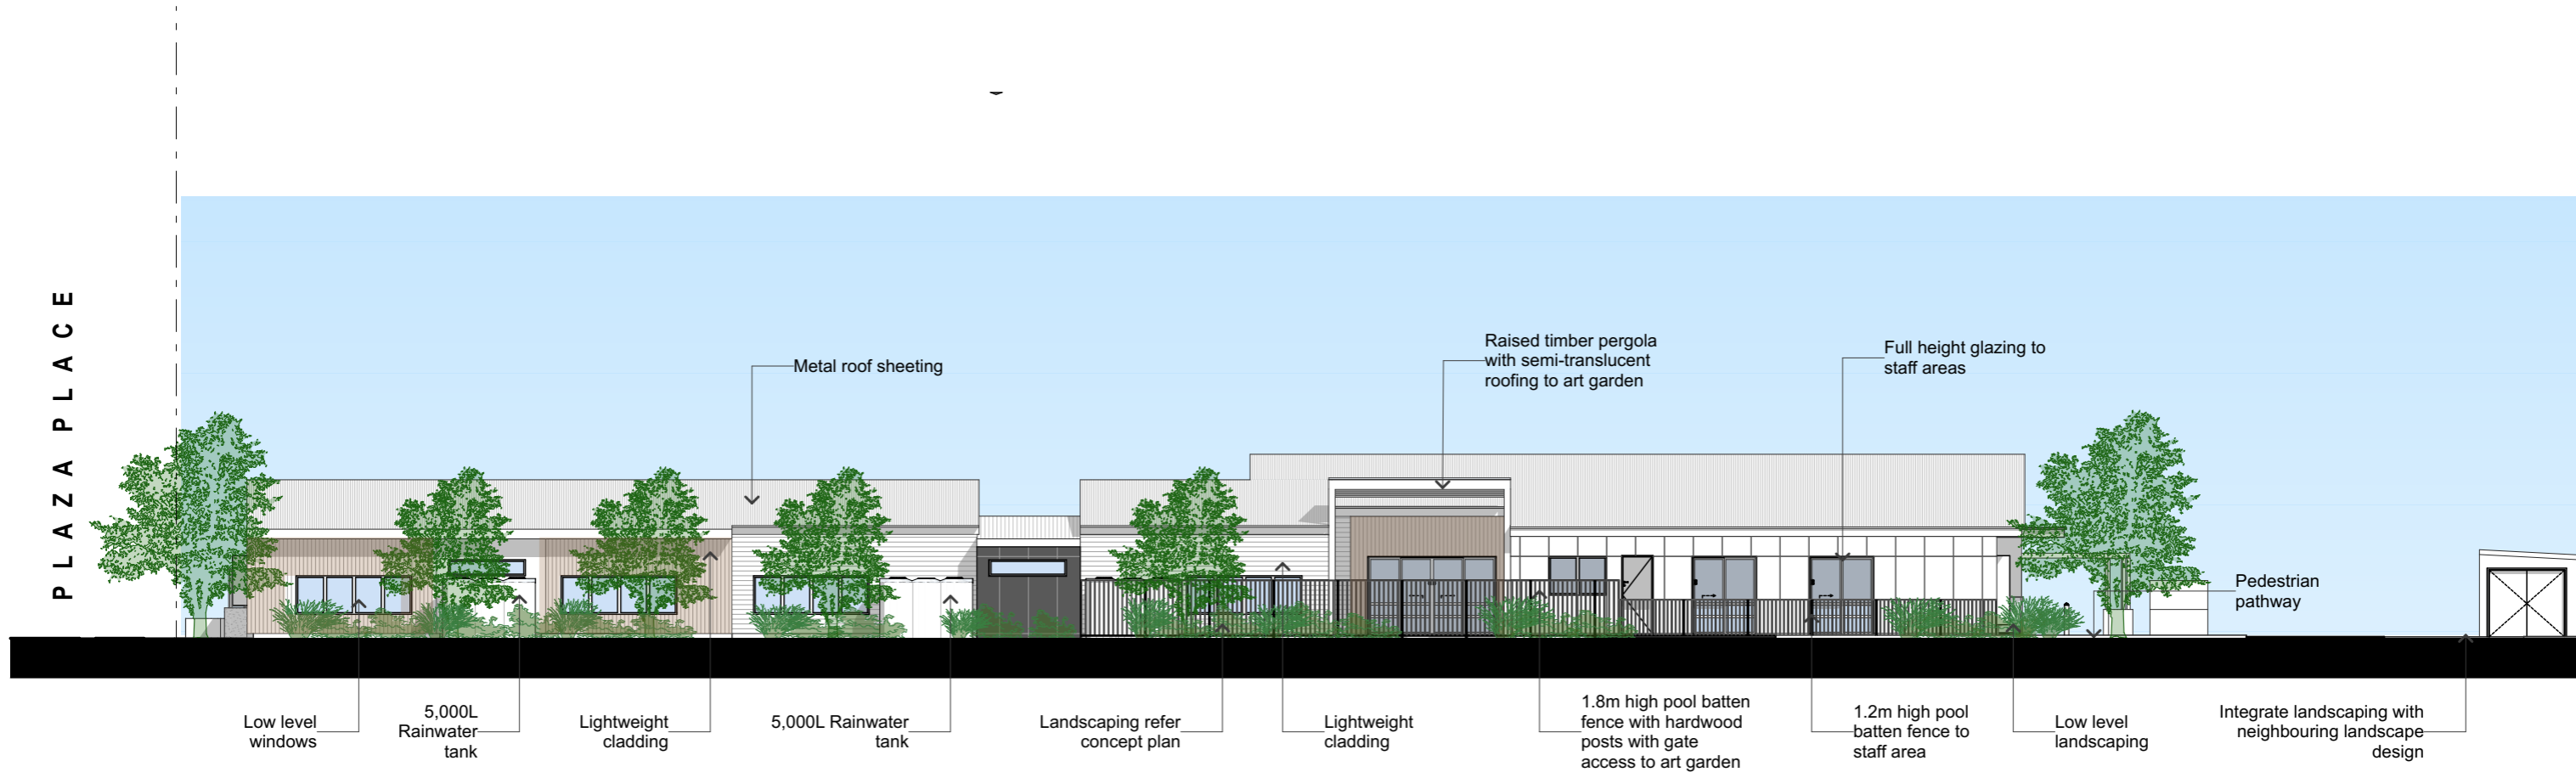 PLAZA PLACE
Metal roof sheeting
Raised timber pergola
with semi-translucent
roofing to art garden
Full height glazing to
staff areas
Pedestrian
pathway
Low level
windows
5,000L
Rainwater
tank
Lightweight
cladding
5,000L Rainwater
tank
Landscaping refer
concept plan
Lightweight
cladding
1.8m high pool batten
fence with hardwood
posts with gate
access to art garden
1.2m high pool
batten fence to
staff area
Low level
landscaping
Integrate landscaping with
neighbouring landscape
design